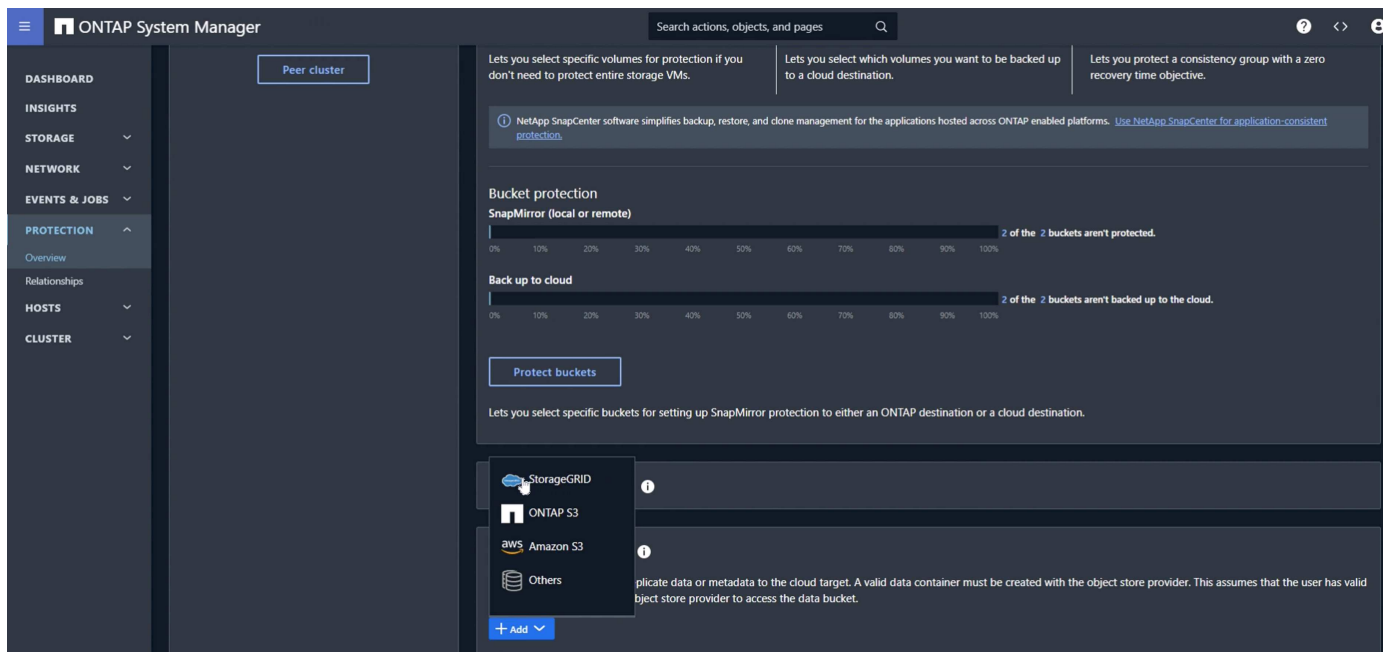 ONTAP System Manager
Search actions, objects, and pages
DASHBOARD
INSIGHTS
STORAGE
NETWORK
EVENTS & JOBS
PROTECTION
Overview
Relationships
HOSTS
CLUSTER
Peer cluster
Lets you select specific volumes for protection if you
don't need to protect entire storage VMs.
Lets you select which volumes you want to be backed up
to a cloud destination.
Lets you protect a consistency group with a zero
recovery time objective.
NetApp SnapCenter software simplifies backup, restore, and clone management for the applications hosted across ONTAP enabled platforms. Use NetApp SnapCenter for application-consistent
protection.
Bucket protection
SnapMirror (local or remote)
2 of the 2 buckets aren't protected.
0% 10% 20% 30% 40% 50% 60% 70% 80% 90% 100%
Back up to cloud
2 of the 2 buckets aren't backed up to the cloud.
0% 10% 20% 30% 40% 50% 60% 70% 80% 90% 100%
Protect buckets
Lets you select specific buckets for setting up SnapMirror protection to either an ONTAP destination or a cloud destination.
StorageGRID
ONTAP S3
aws Amazon S3
Others
plicate data or metadata to the cloud target. A valid data container must be created with the object store provider. This assumes that the user has valid
bject store provider to access the data bucket.
+ Add